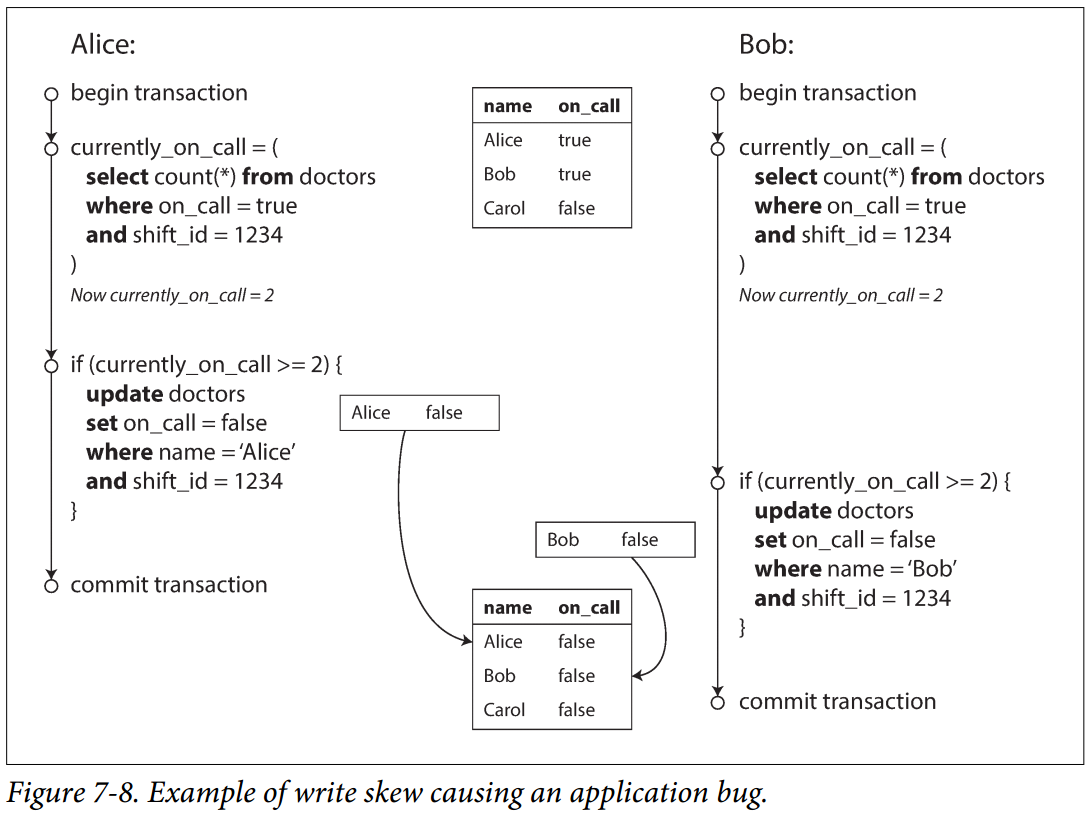 Alice:
begin transaction
currently_on_call = (
select count(*) from doctors
where on_call = true
and shift_id = 1234
)
Now currently_on_call = 2
if (currently_on_call >= 2) {
update doctors
set on_call = false
where name = ‘Alice’
and shift_id = 1234
}
commit transaction
name on_call
Alice true
Bob true
Carol false
Alice false
Bob false
name on_call
Alice false
Bob false
Carol false
Bob:
begin transaction
currently_on_call = (
select count(*) from doctors
where on_call = true
and shift_id = 1234
)
Now currently_on_call = 2
if (currently_on_call >= 2) {
update doctors
set on_call = false
where name = ‘Bob’
and shift_id = 1234
}
commit transaction
Figure 7-8. Example of write skew causing an application bug.